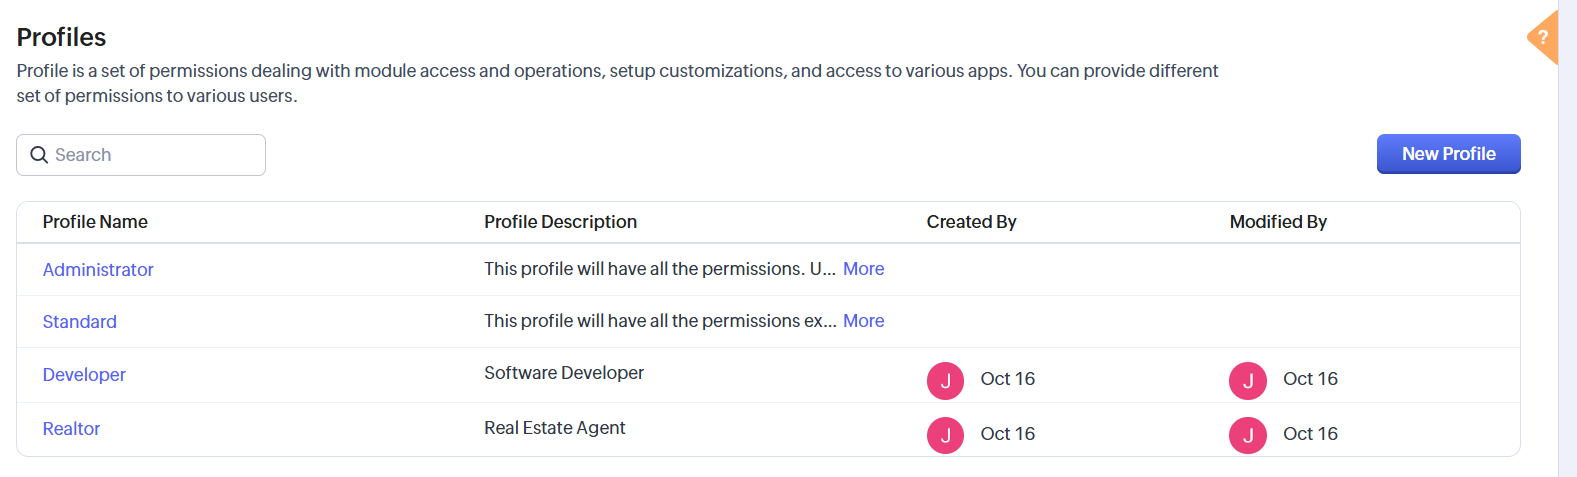 Profiles
?
Profile is a set of permissions dealing with module access and operations, setup customizations, and access to various apps. You can provide different
set of permissions to various users.
Search
New Profile
Profile Name Profile Description Created By Modified By
Administrator This profile will have all the permissions. U... More
Standard This profile will have all the permissions ex... More
Developer Software Developer J Oct 16 J Oct 16
Realtor Real Estate Agent J Oct 16 J Oct 16